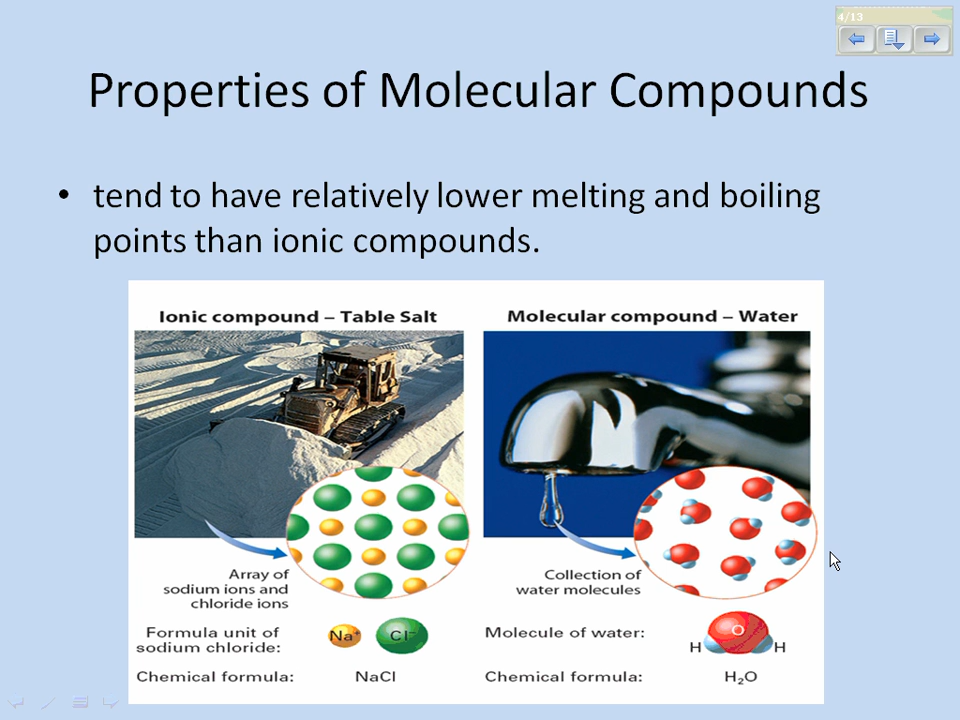 4/13
Properties of Molecular Compounds
• tend to have relatively lower melting and boiling
points than ionic compounds.
Ionic compound – Table Salt
Array of
sodium ions and
chloride ions
Formula unit of
sodium chloride:
Na⁺ Cl⁻
Chemical formula: NaCl
Molecular compound – Water
Collection of
water molecules
Molecule of water:
O
H H
Chemical formula: H₂O